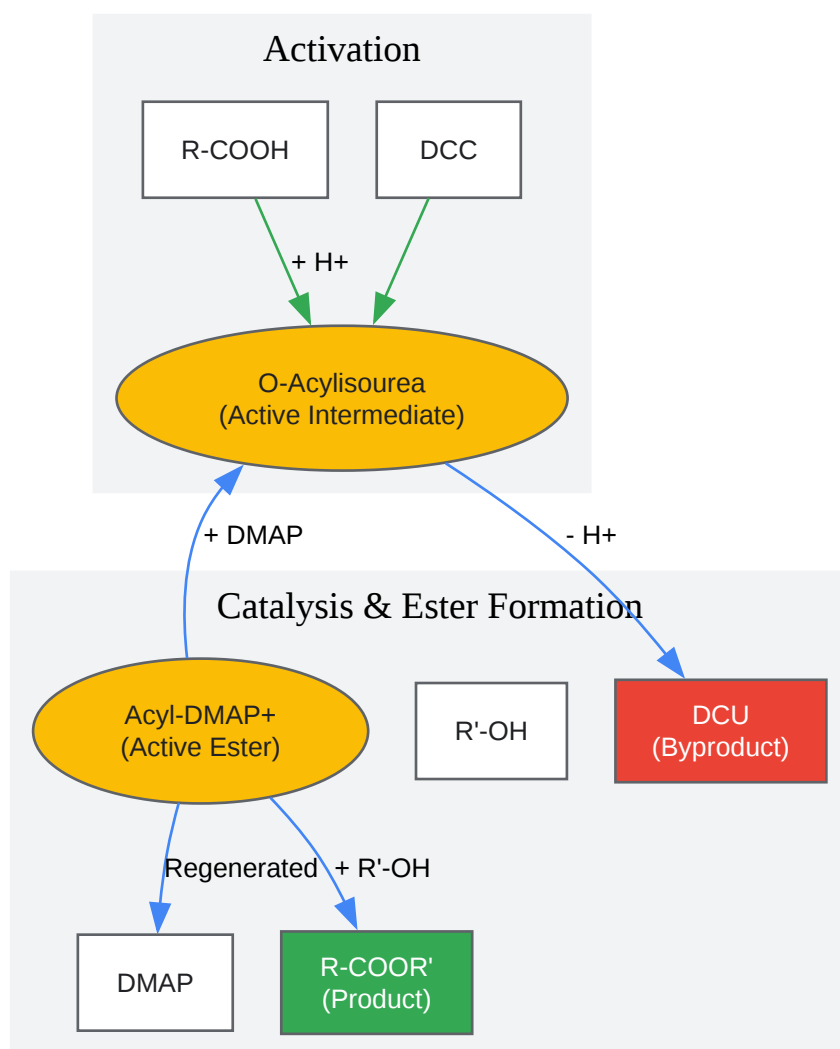 Activation
R-COOH
DCC
+ H+
O-Acylisourea
(Active Intermediate)
+ DMAP
- H+
Catalysis & Ester Formation
Acyl-DMAP+
(Active Ester)
R'-OH
DCU
(Byproduct)
Regenerated
+ R'-OH
DMAP
R-COOR'
(Product)